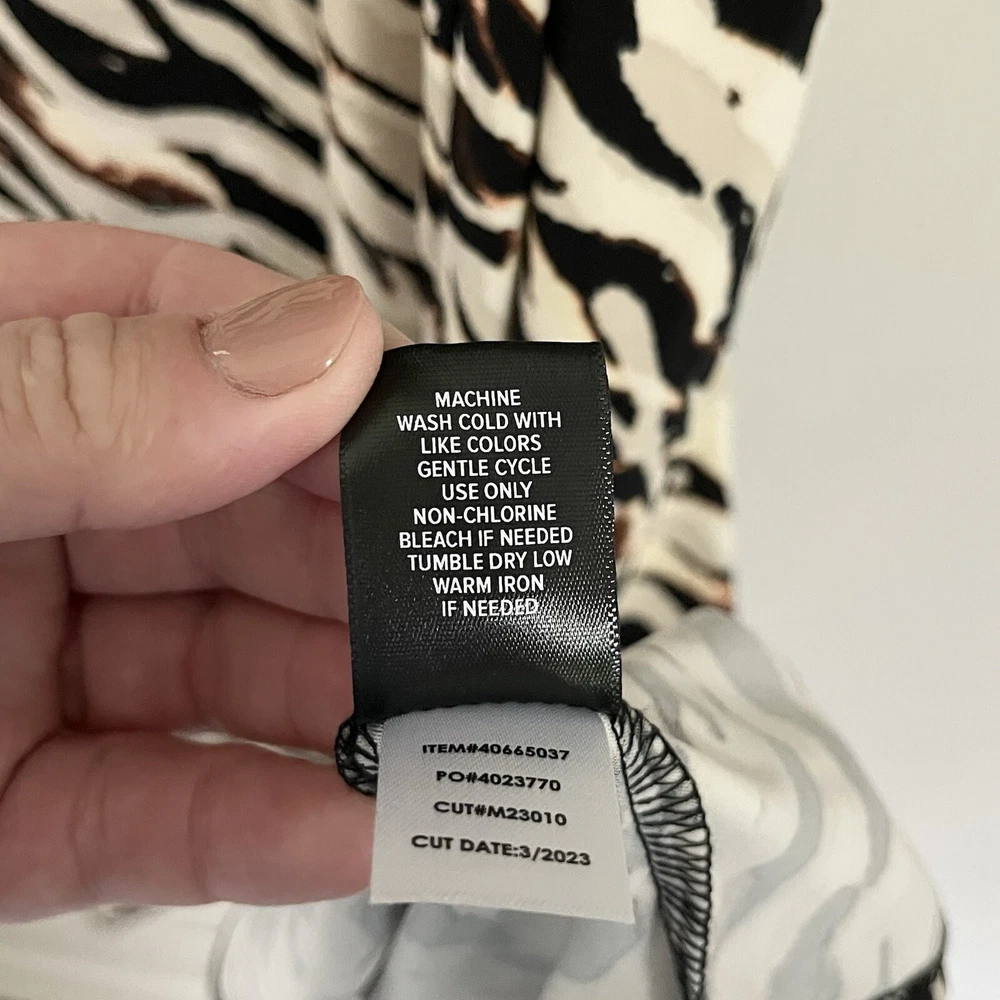 MACHINE
WASH COLD WITH
LIKE COLORS
GENTLE CYCLE
USE ONLY
NON-CHLORINE
BLEACH IF NEEDED
TUMBLE DRY LOW
WARM IRON
IF NEEDED
ITEM#40665037
PO#4023770
CUT#M23010
CUT DATE:3/2023